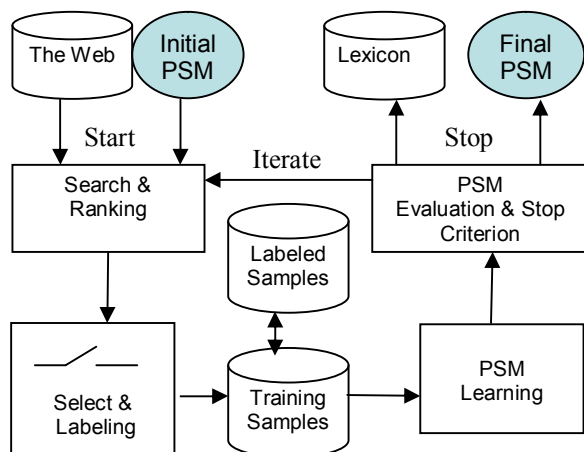 The Web
Initial
PSM
Lexicon
Final
PSM
Start
Stop
Iterate
Search &
Ranking
PSM
Evaluation & Stop
Criterion
Labeled
Samples
Select &
Labeling
Training
Samples
PSM
Learning